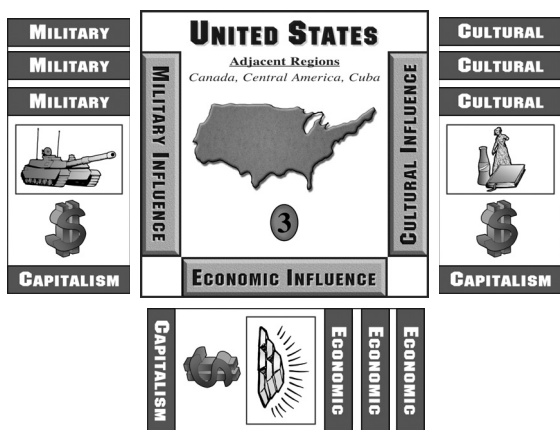 MILITARY
MILITARY
MILITARY
$
CAPITALISM
UNITED STATES
Adjacent Regions
Canada, Central America, Cuba
MILITARY INFLUENCE
CULTURAL INFLUENCE
3
ECONOMIC INFLUENCE
CULTURAL
CULTURAL
CULTURAL
$
CAPITALISM
CAPITALISM
$
ECONOMIC
ECONOMIC
ECONOMIC